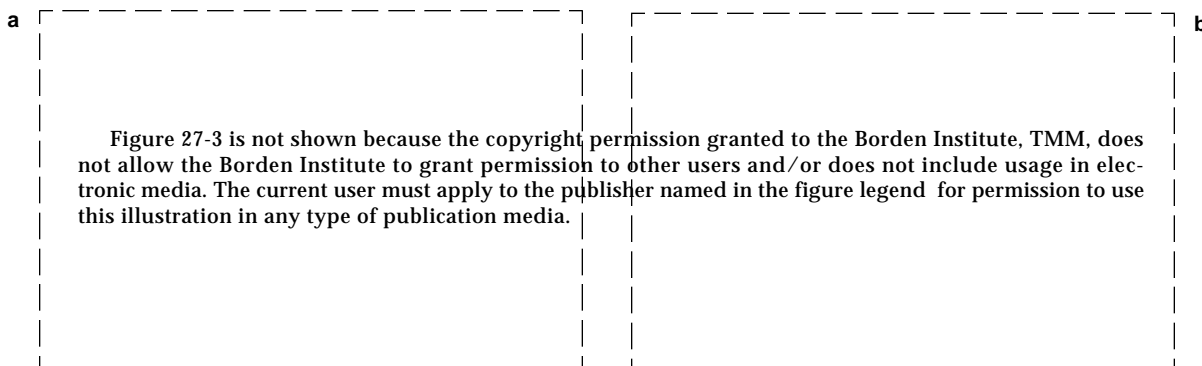 a
b
Figure 27-3 is not shown because the copyright permission granted to the Borden Institute, TMM, does
not allow the Borden Institute to grant permission to other users and/or does not include usage in elec-
tronic media. The current user must apply to the publisher named in the figure legend for permission to use
this illustration in any type of publication media.